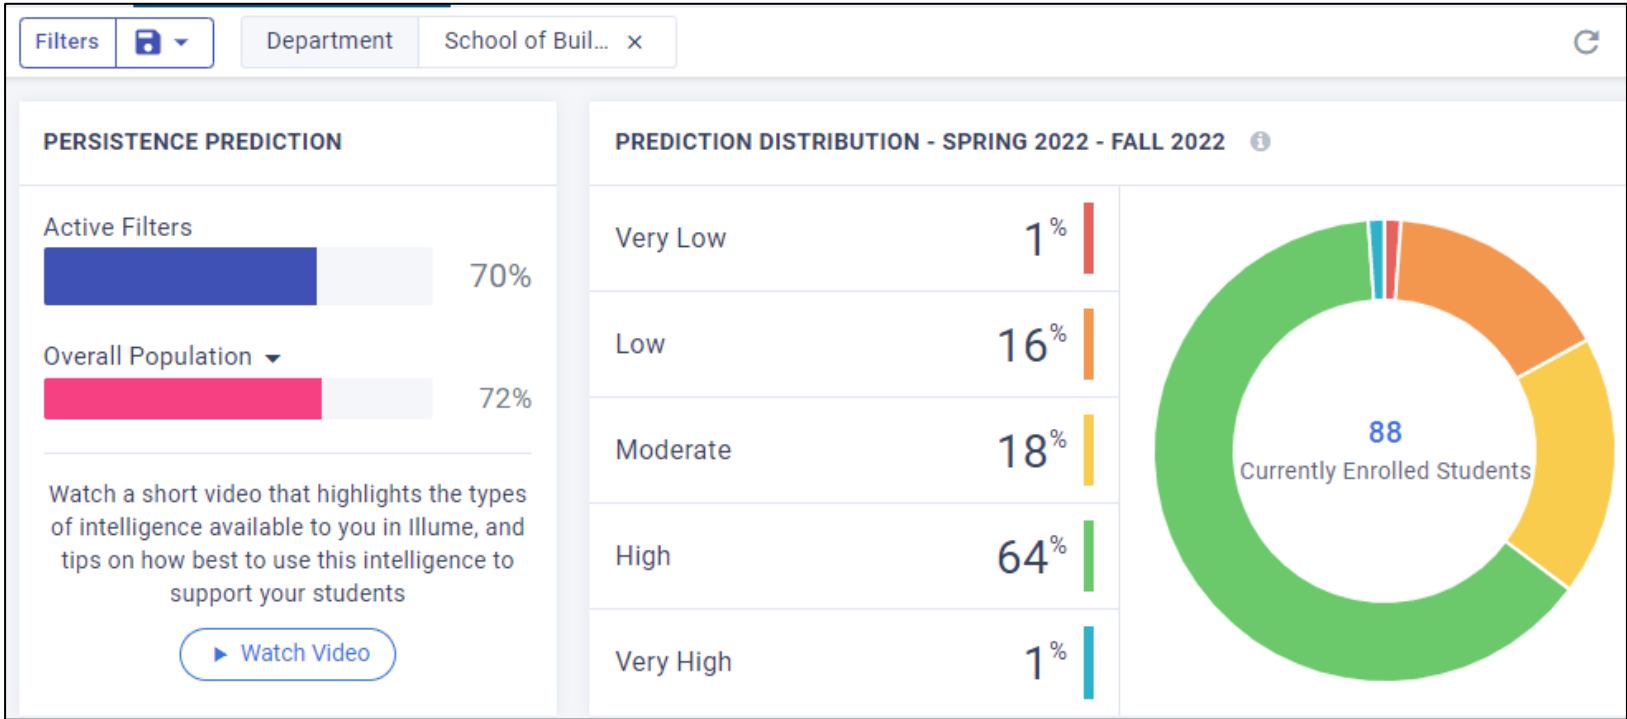 Filters
Department School of Buil... ×
PERSISTENCE PREDICTION
Active Filters
70%
Overall Population
72%
Watch a short video that highlights the types
of intelligence available to you in Illume, and
tips on how best to use this intelligence to
support your students
Watch Video
PREDICTION DISTRIBUTION - SPRING 2022 - FALL 2022
Very Low 1%
Low 16%
Moderate 18%
High 64%
Very High 1%
88
Currently Enrolled Students